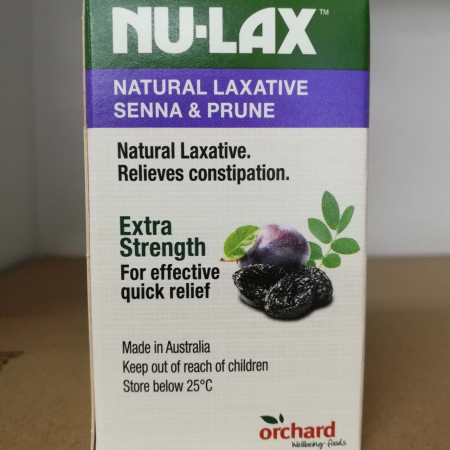 NU-LAX™
NATURAL LAXATIVE
SENNA & PRUNE
Natural Laxative.
Relieves constipation.
Extra
Strength
For effective
quick relief
Made in Australia
Keep out of reach of children
Store below 25°C
orchard
Wellbeing foods